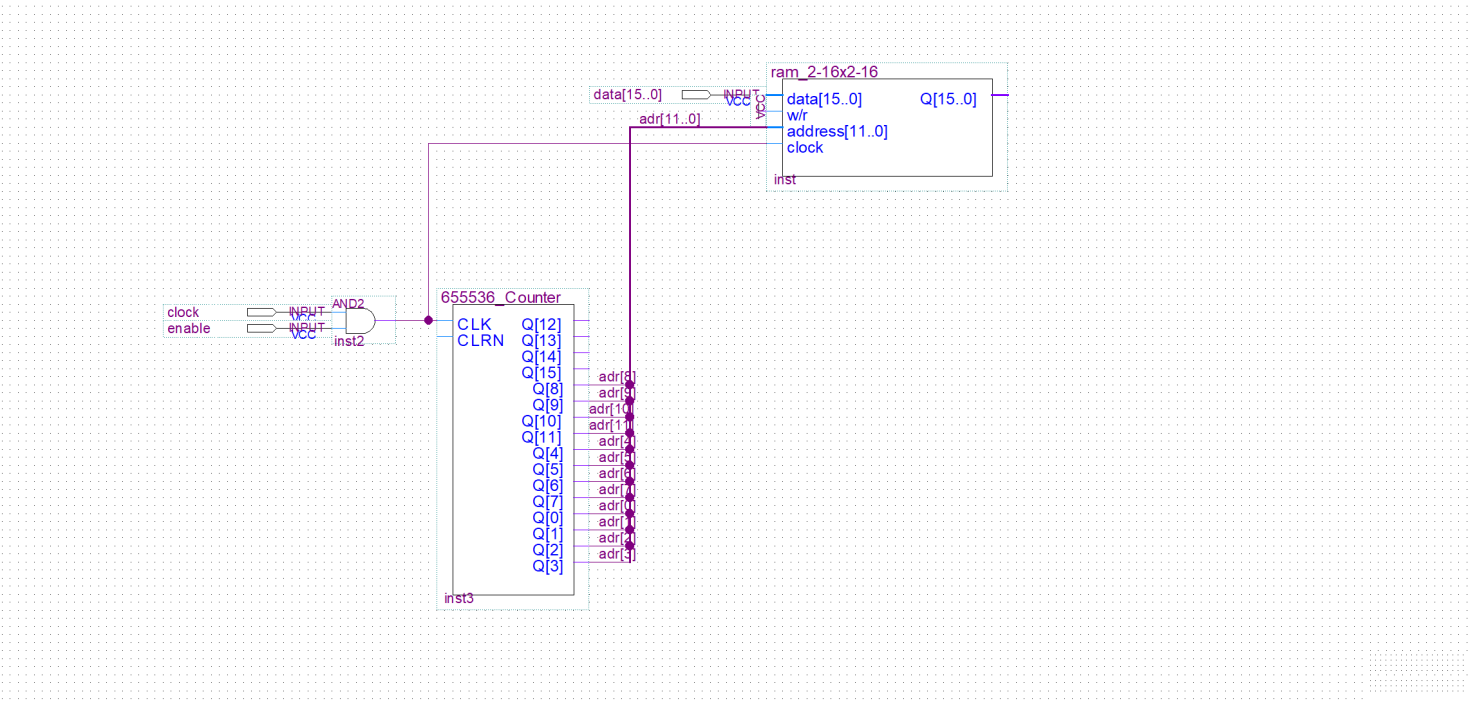 ram_2-16x2-16
data[15..0]
INPUT
VCC
VCC
data[15..0]
Q[15..0]
w/r
adr[11..0]
address[11..0]
clock
inst
655536_Counter
AND2
clock
INPUT
VCC
enable
INPUT
VCC
inst2
CLK
Q[12]
CLRN
Q[13]
Q[14]
Q[15]
adr[8]
Q[8]
adr[9]
Q[9]
adr[10]
Q[10]
adr[11]
Q[11]
adr[4]
Q[4]
adr[5]
Q[5]
adr[6]
Q[6]
adr[7]
Q[7]
adr[0]
Q[0]
adr[1]
Q[1]
adr[2]
Q[2]
adr[3]
Q[3]
inst3